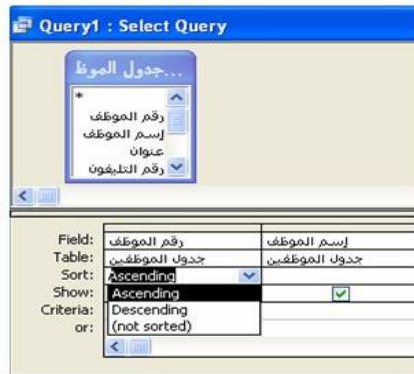 Query1 : Select Query
جدول الموظ...
*
رقم الموظف
إسم الموظف
عنوان
رقم التليفون
Field: رقم الموظف إسم الموظف
Table: جدول الموظفين جدول الموظفين
Sort: Ascending
Show: Ascending
Criteria: Descending
or: (not sorted)